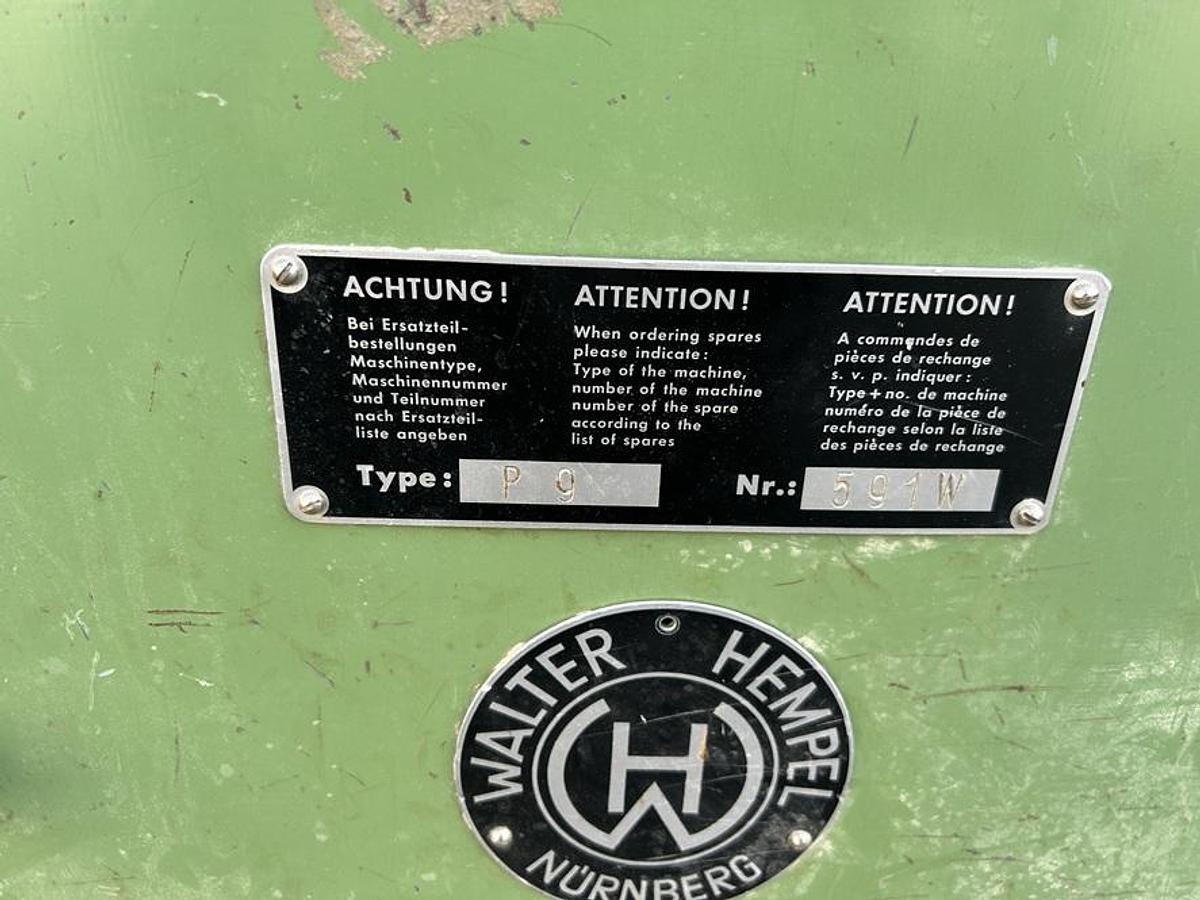 ACHTUNG!
Bei Ersatzteil-
bestellungen
Maschinentype,
Maschinennummer
und Teilnummer
nach Ersatzteil-
liste angeben
ATTENTION!
When ordering spares
please indicate:
Type of the machine,
number of the machine
number of the spare
according to the
list of spares
ATTENTION!
A commendes de
pièces de rechange
s. v. p. indiquer:
Type+no. de machine
numéro de la pièce de
rechange selon la liste
des pièces de rechange
Type: P 9
Nr.: 591W
WALTER HEMPEL
HW
NÜRNBERG